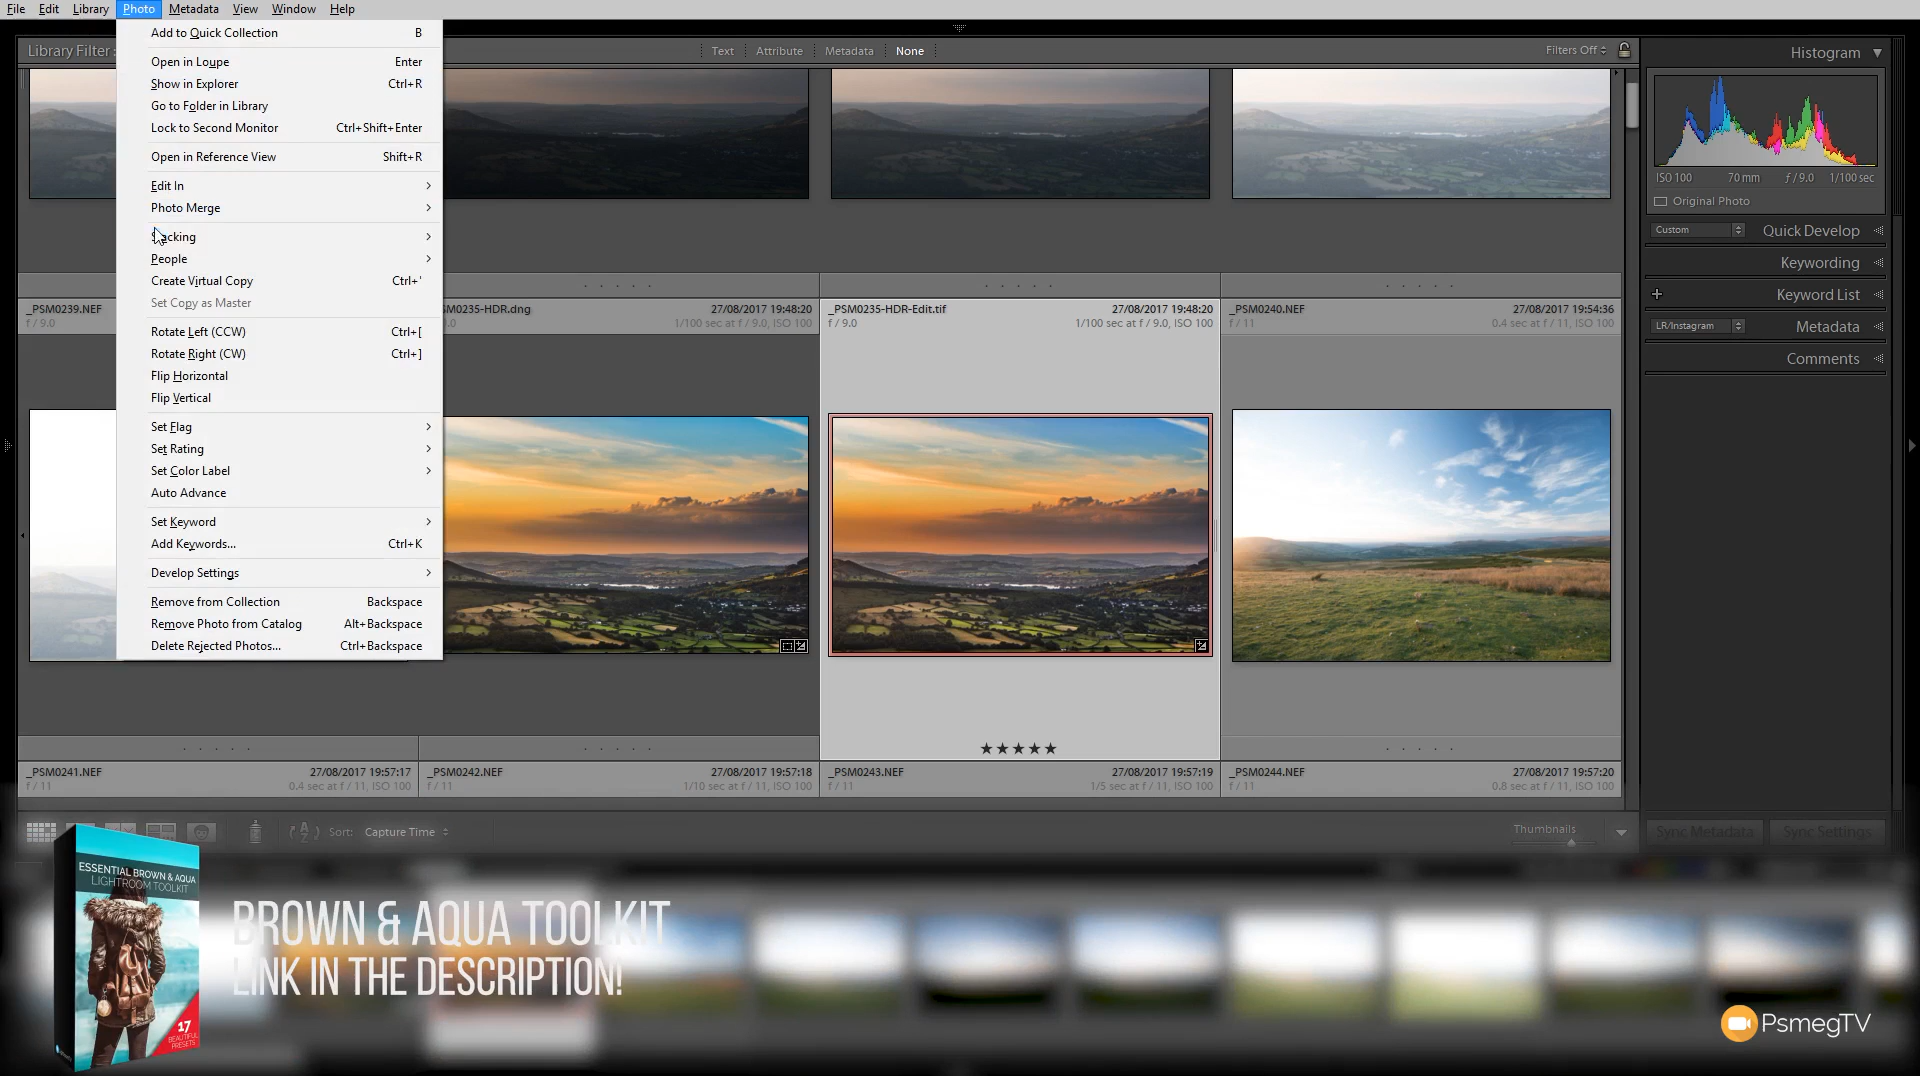 File Edit Library Photo Metadata View Window Help
Add to Quick Collection B
Open in Loupe Enter
Show in Explorer Ctrl+R
Go to Folder in Library
Lock to Second Monitor Ctrl+Shift+Enter
Open in Reference View Shift+R
Edit In
Photo Merge
Stacking
People
Create Virtual Copy Ctrl+'
Set Copy as Master
Rotate Left (CCW) Ctrl+[
Rotate Right (CW) Ctrl+]
Flip Horizontal
Flip Vertical
Set Flag
Set Rating
Set Color Label
Auto Advance
Set Keyword
Add Keywords... Ctrl+K
Develop Settings
Remove from Collection Backspace
Remove Photo from Catalog Alt+Backspace
Delete Rejected Photos... Ctrl+Backspace
Library Filter : Text Attribute Metadata None Filters Off
Histogram
ISO 100 70 mm ƒ / 9.0 1/100 sec
Original Photo
Custom Quick Develop
Keywording
Keyword List
LR/Instagram Metadata
Comments
_PSM0239.NEF
f / 9.0
SM0235-HDR.dng 27/08/2017 19:48:20
1/100 sec at f / 9.0, ISO 100
_PSM0235-HDR-Edit.tif 27/08/2017 19:48:20
f / 9.0 1/100 sec at f / 9.0, ISO 100
_PSM0240.NEF 27/08/2017 19:54:36
f / 11 0.4 sec at f / 11, ISO 100
_PSM0241.NEF 27/08/2017 19:57:17
f / 11 0.4 sec at f / 11, ISO 100
_PSM0242.NEF 27/08/2017 19:57:18
f / 11 1/10 sec at f / 11, ISO 100
_PSM0243.NEF 27/08/2017 19:57:19
f / 11 1/5 sec at f / 11, ISO 100
_PSM0244.NEF 27/08/2017 19:57:20
f / 11 0.8 sec at f / 11, ISO 100
Sort: Capture Time Thumbnails
Sync Metadata Sync Settings
ESSENTIAL BROWN & AQUA
LIGHTROOM TOOLKIT
17
BEAUTIFUL
PRESETS
BROWN & AQUA TOOLKIT
LINK IN THE DESCRIPTION!
PsmegTV